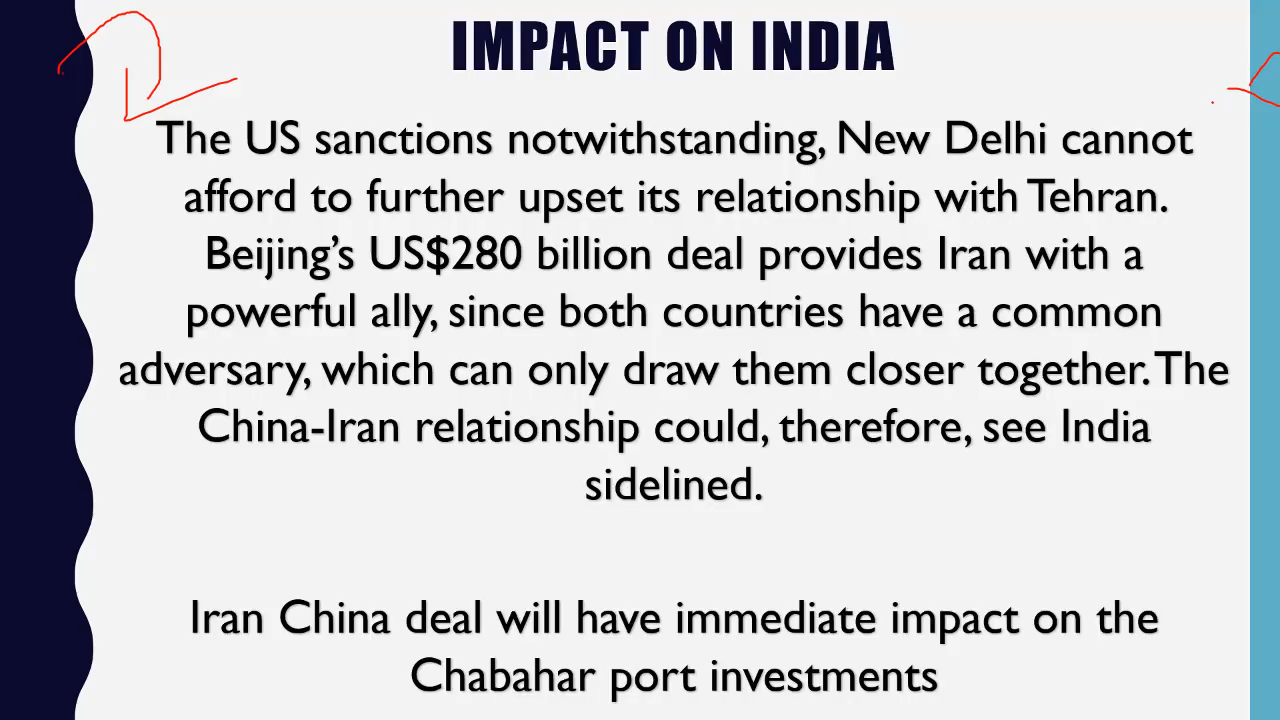 IMPACT ON INDIA
The US sanctions notwithstanding, New Delhi cannot
afford to further upset its relationship with Tehran.
Beijing's US$280 billion deal provides Iran with a
powerful ally, since both countries have a common
adversary, which can only draw them closer together. The
China-Iran relationship could, therefore, see India
sidelined.
Iran China deal will have immediate impact on the
Chabahar port investments